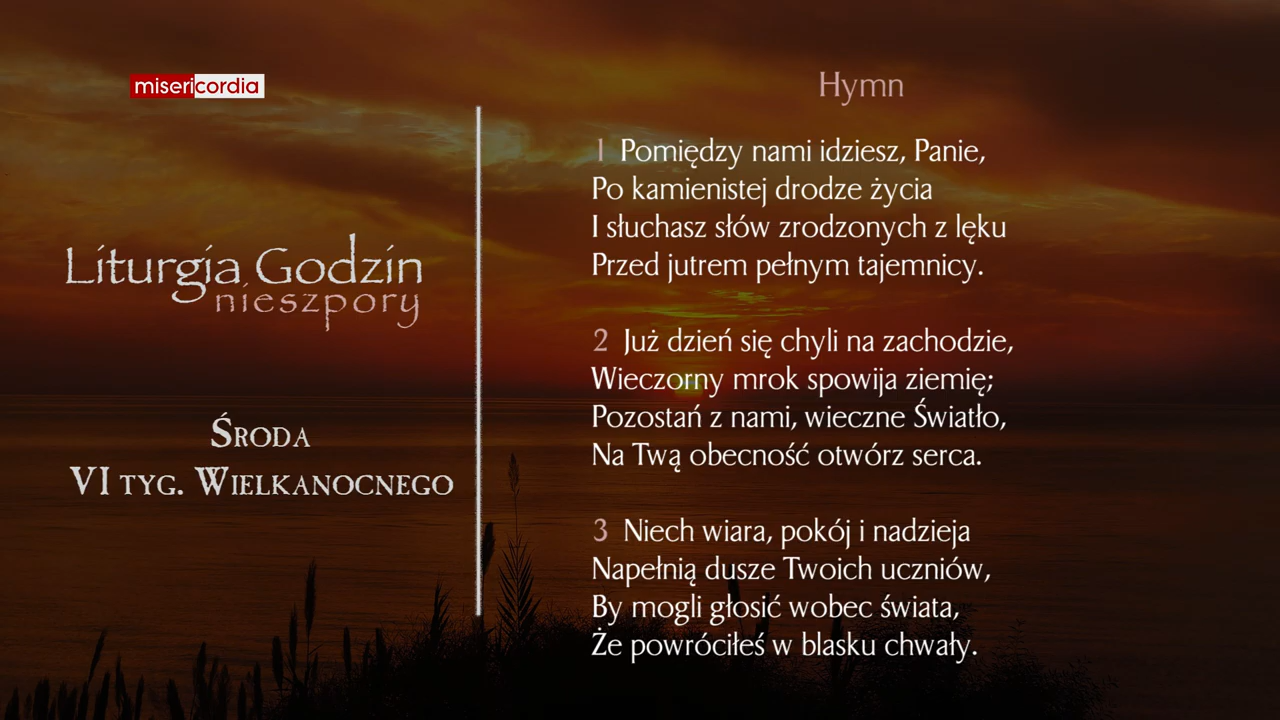 misericordia
Liturgia Godzin
nieszpory
Środa
VI tyg. Wielkanocnego
Hymn
1 Pomiędzy nami idziesz, Panie,
Po kamienistej drodze życia
I słuchasz słów zrodzonych z lęku
Przed jutrem pełnym tajemnicy.
2 Już dzień się chyli na zachodzie,
Wieczorny mrok spowija ziemię;
Pozostań z nami, wieczne Światło,
Na Twą obecność otwórz serca.
3 Niech wiara, pokój i nadzieja
Napełnią dusze Twoich uczniów,
By mogli głosić wobec świata,
Że powróciłeś w blasku chwały.